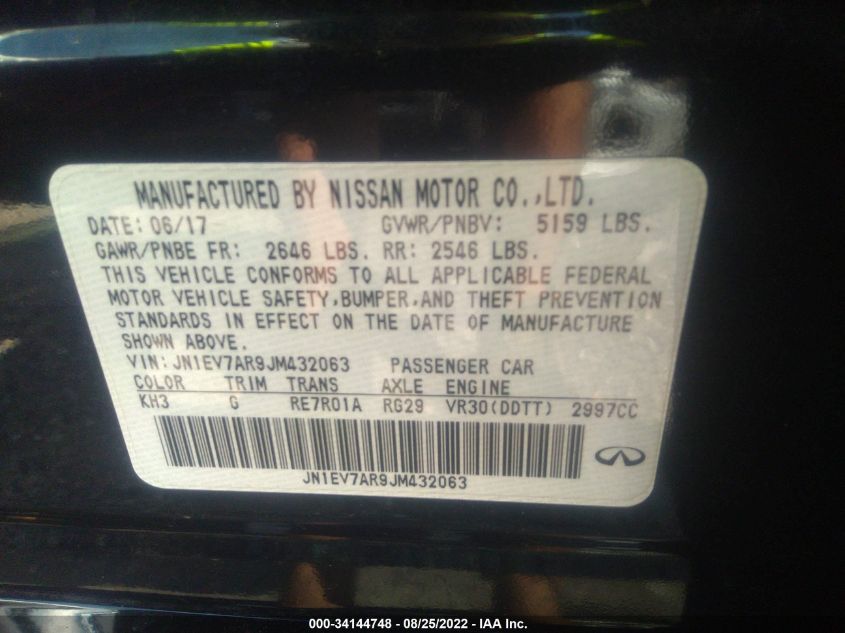 MANUFACTURED BY NISSAN MOTOR CO.,LTD.
DATE: 06/17 GVWR/PNBV: 5159 LBS.
GAWR/PNBE FR: 2646 LBS. RR: 2546 LBS.
THIS VEHICLE CONFORMS TO ALL APPLICABLE FEDERAL
MOTOR VEHICLE SAFETY,BUMPER,AND THEFT PREVENTION
STANDARDS IN EFFECT ON THE DATE OF MANUFACTURE
SHOWN ABOVE.
VIN: JN1EV7AR9JM432063 PASSENGER CAR
COLOR TRIM TRANS AXLE ENGINE
KH3 G RE7R01A RG29 VR30(DDTT) 2997CC
JN1EV7AR9JM432063
000-34144748 - 08/25/2022 - IAA Inc.